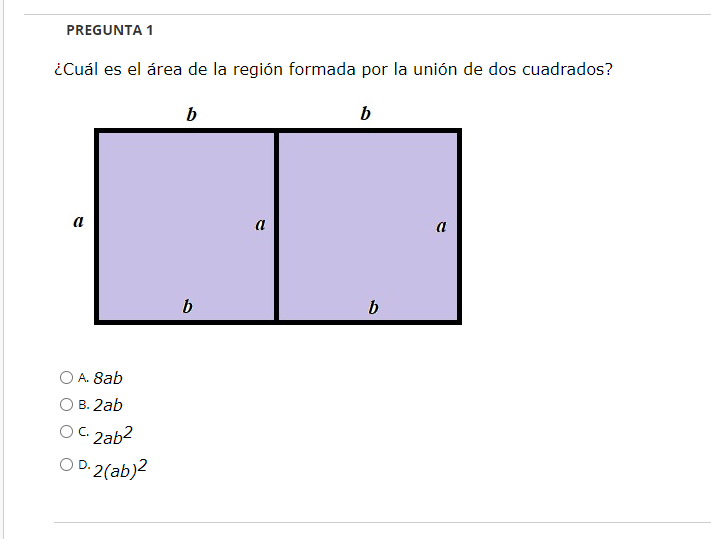 PREGUNTA 1
¿Cuál es el área de la región formada por la unión de dos cuadrados?
b b
a a a
b b
A. 8ab
B. 2ab
C. 2ab2
D. 2(ab)2